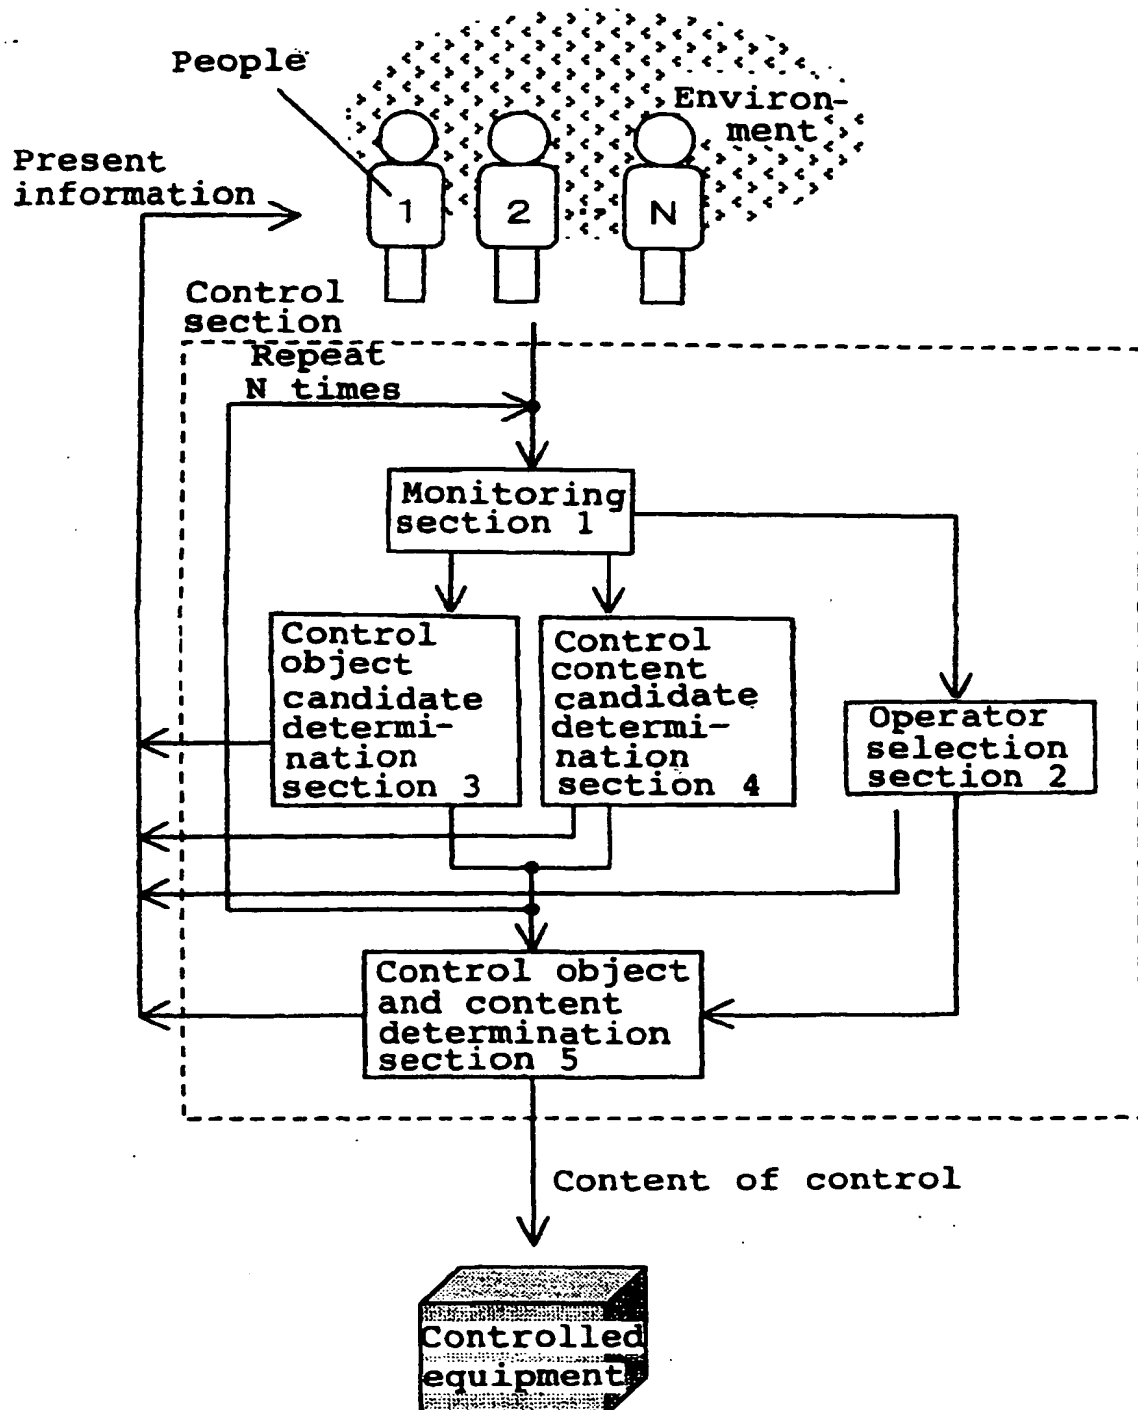 People
Environ-
ment
Present
information
1
2
N
Control
section
Repeat
N times
Monitoring
section 1
Control
object
candidate
determi-
nation
section 3
Control
content
candidate
determi-
nation
section 4
Operator
selection
section 2
Control object
and content
determination
section 5
Content of control
Controlled
equipment